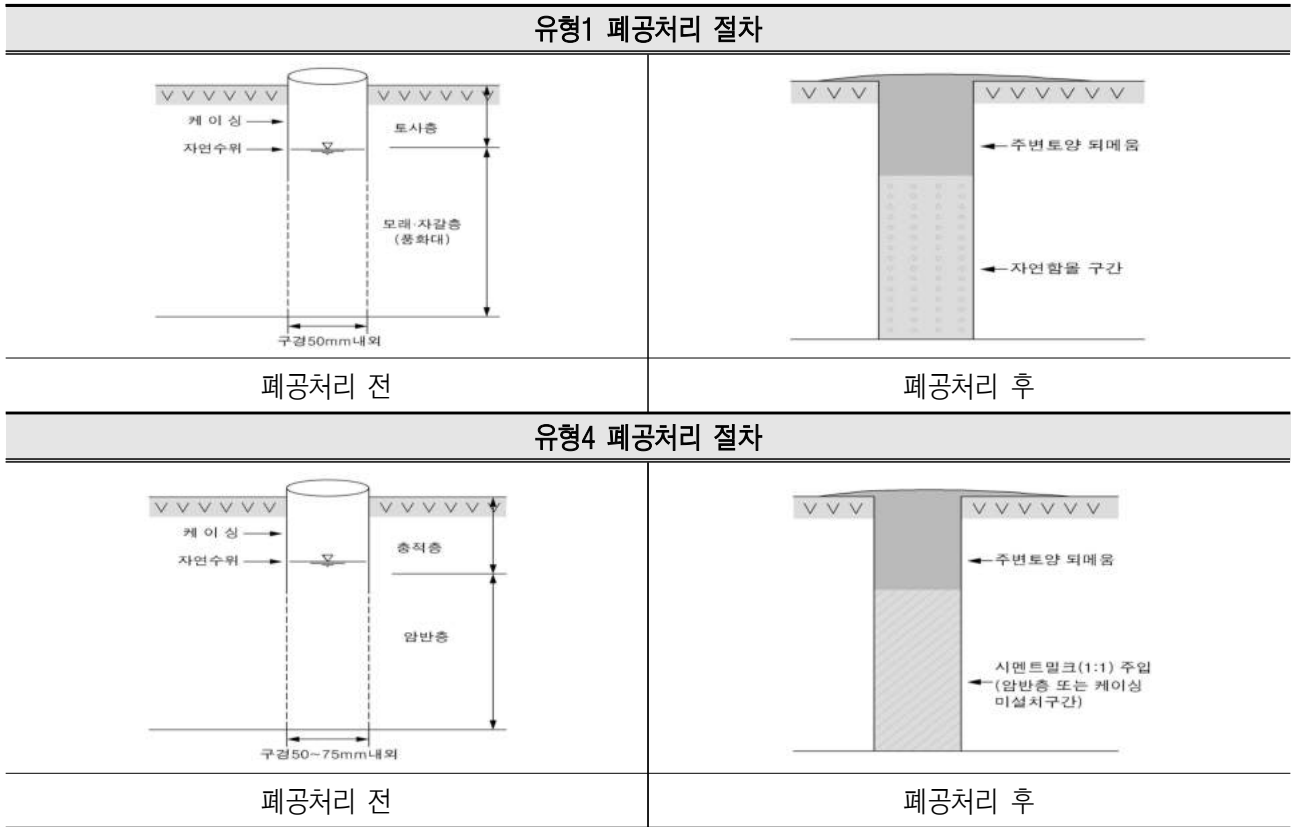 유형1 폐공처리 절차
케 이 싱
자연수위
토사층
모래·자갈층
(풍화대)
구경50mm내외
주변토양 되메움
자연함몰 구간
폐공처리 전
폐공처리 후
유형4 폐공처리 절차
케 이 싱
자연수위
충적층
암반층
구경50~75mm내외
주변토양 되메움
시멘트밀크(1:1) 주입
(암반층 또는 케이싱
미설치구간)
폐공처리 전
폐공처리 후